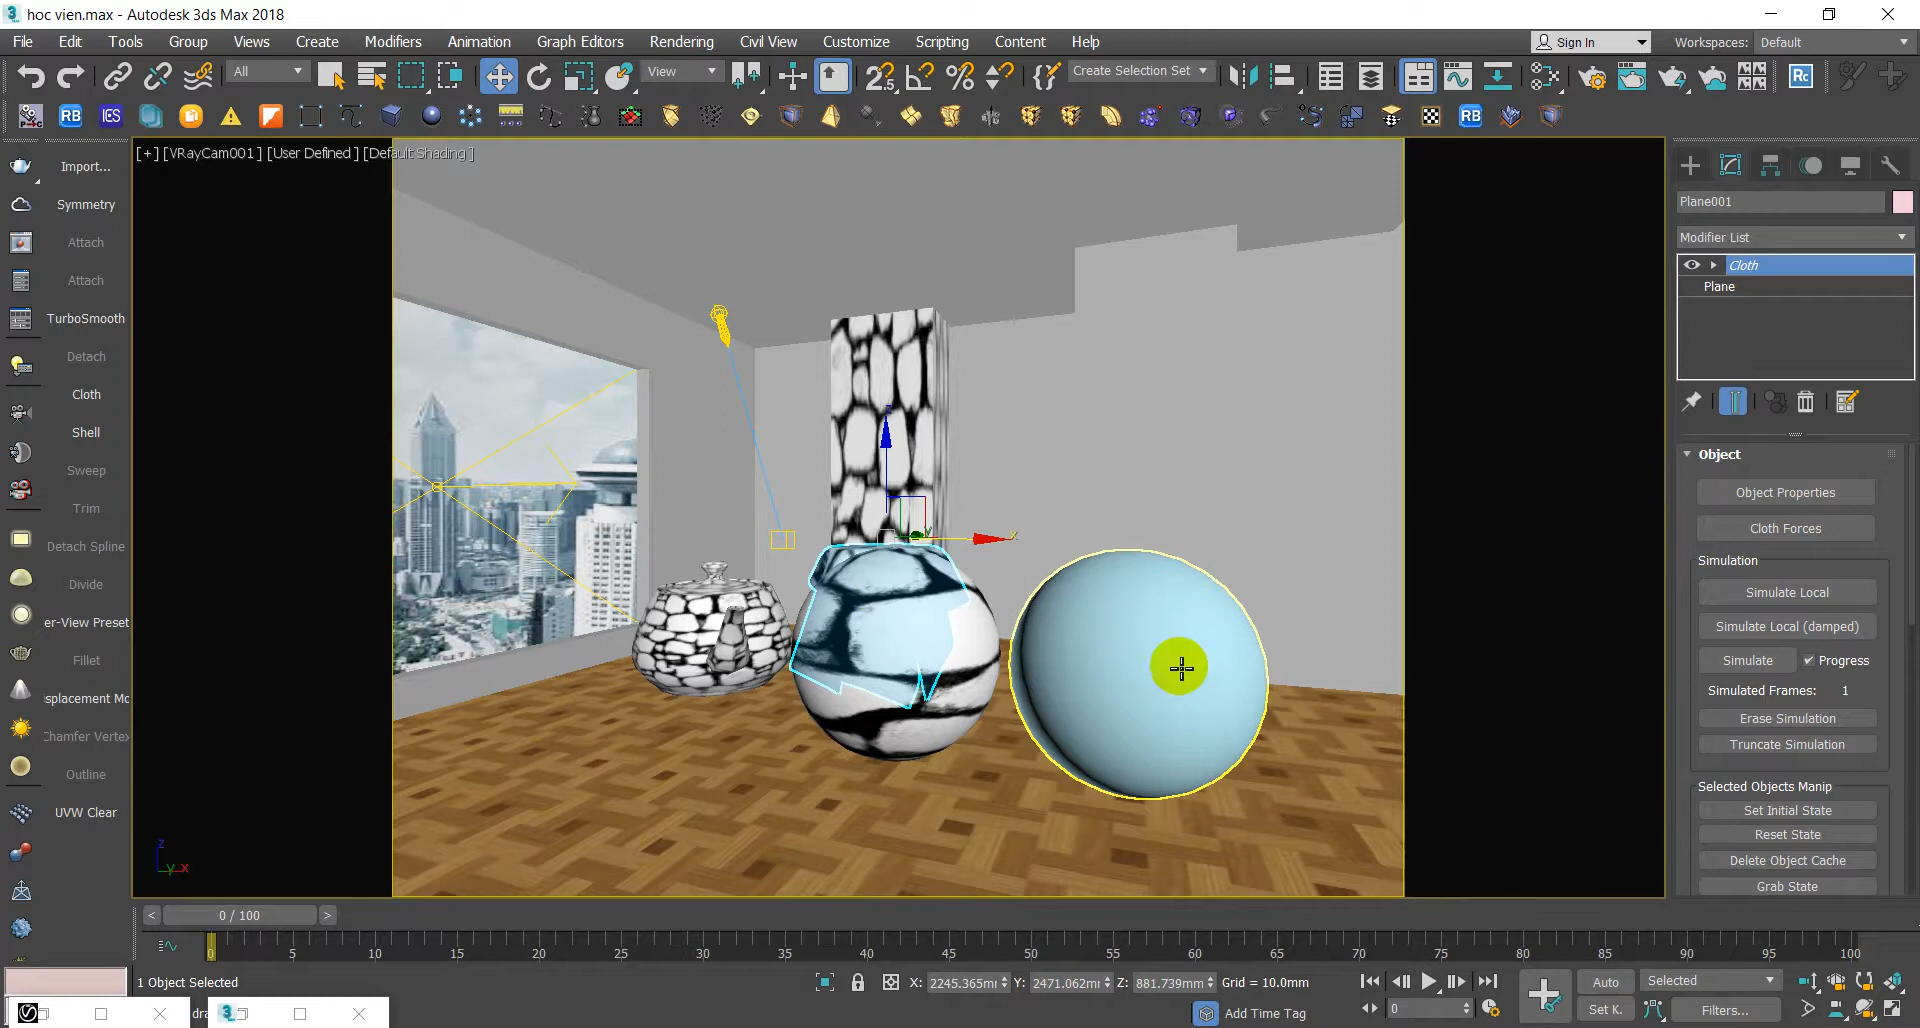 hoc vien.max - Autodesk 3ds Max 2018
File Edit Tools Group Views Create Modifiers Animation Graph Editors Rendering Civil View Customize Scripting Content Help
Sign In
Workspaces: Default
All
View
Create Selection Set
Rc
RB
IES
RB
[+] [VRayCam001] [User Defined] [Default Shading]
Import...
Symmetry
Attach
Attach
TurboSmooth
Detach
Cloth
Shell
Sweep
Trim
Detach Spline
Divide
er-View Preset
Fillet
splacement Mo
Chamfer Vertex
Outline
UVW Clear
z
y x
z
y
x
Plane001
Modifier List
Cloth
Plane
Object
Object Properties
Cloth Forces
Simulation
Simulate Local
Simulate Local (damped)
Simulate Progress
Simulated Frames: 1
Erase Simulation
Truncate Simulation
Selected Objects Manip
Set Initial State
Reset State
Delete Object Cache
Grab State
< 0 / 100 >
0 5 10 15 20 25 30 35 40 45 50 55 60 65 70 75 80 85 90 95 100
1 Object Selected
X: 2245.365mm Y: 2471.062mm Z: 881.739mm Grid = 10.0mm
Auto Selected
dra
Add Time Tag
0
Set K. Filters...